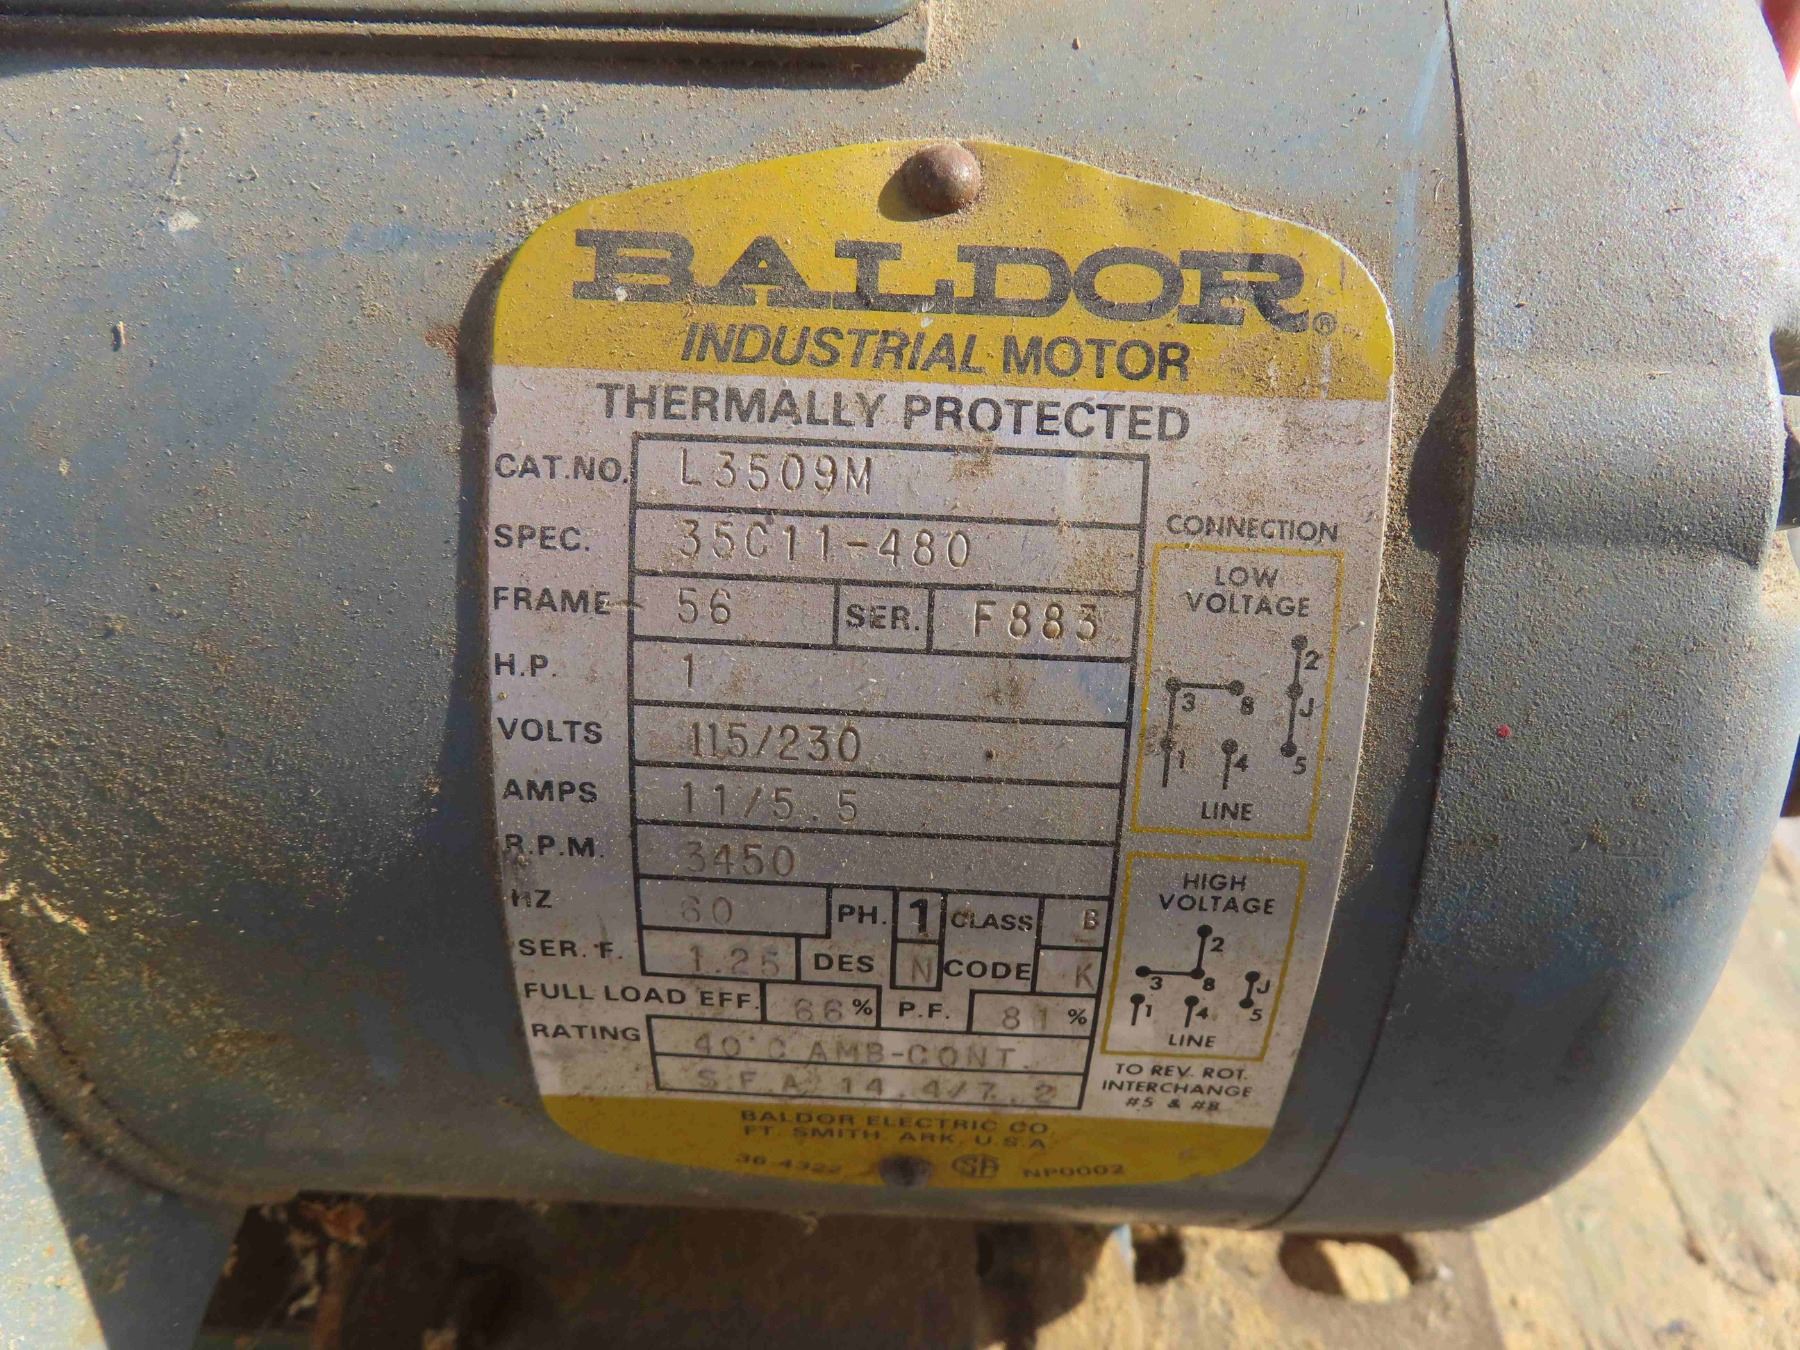 BALDOR®
INDUSTRIAL MOTOR
THERMALLY PROTECTED
CAT.NO. L3509M
SPEC. 35C11-480
FRAME 56 SER. F883
H.P. 1
VOLTS 115/230
AMPS 11/5.5
R.P.M. 3450
HZ 60 PH. 1 CLASS B
SER. F. 1.25 DES N CODE K
FULL LOAD EFF. 66% P.F. 81%
RATING 40°C AMB-CONT.
S.F.A. 14.4/7.2
CONNECTION
LOW
VOLTAGE
2
3 8 J
1 4 5
LINE
HIGH
VOLTAGE
2
3 8 J
1 4 5
LINE
TO REV. ROT.
INTERCHANGE
#5 & #8
BALDOR ELECTRIC CO.
FT. SMITH, ARK. U.S.A.
36-4322 NP0002